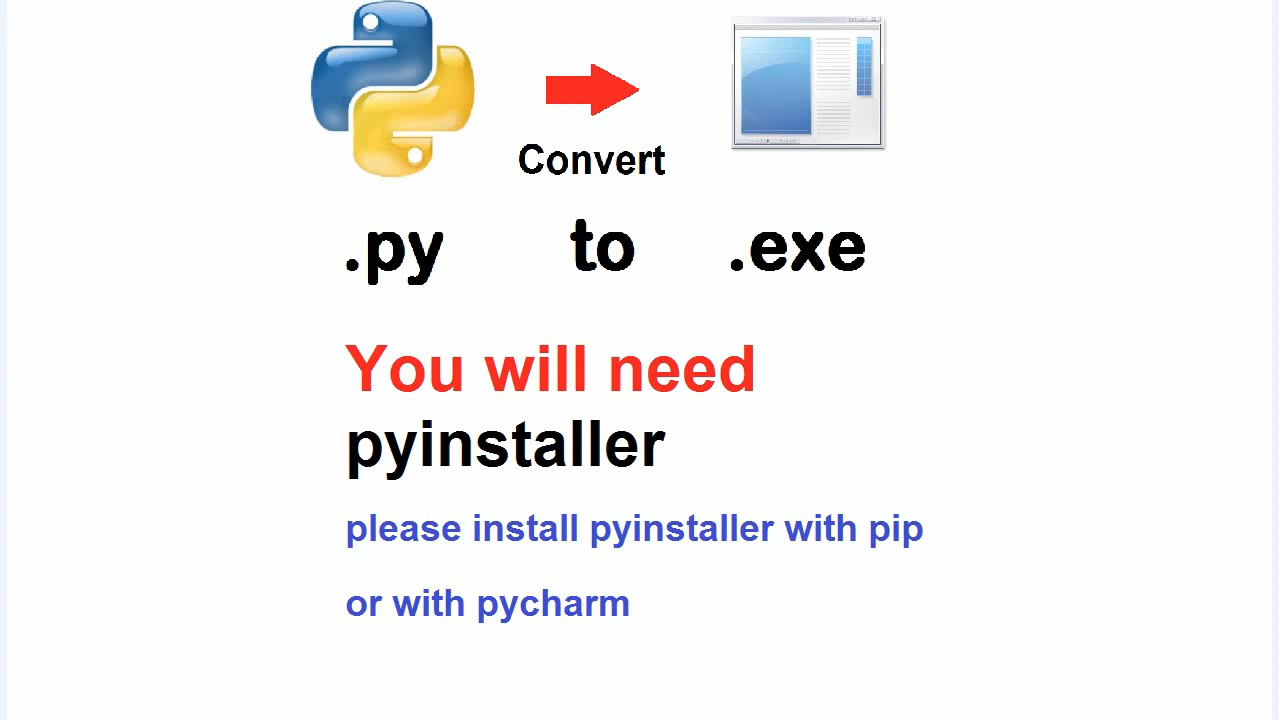 Convert
.py to .exe
You will need
pyinstaller
please install pyinstaller with pip
or with pycharm